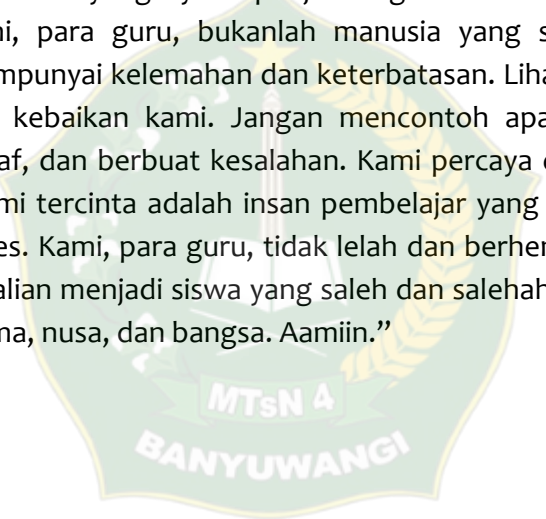 ni, para guru, bukanlah manusia yang s
mpunyai kelemahan dan keterbatasan. Liha
kebaikan kami. Jangan mencontoh apa
af, dan berbuat kesalahan. Kami percaya
mi tercinta adalah insan pembelajar yang
es. Kami, para guru, tidak lelah dan berhen
alian menjadi siswa yang saleh dan salehah
ma, nusa, dan bangsa. Aamiin.”
MTsN 4
BANYUWANGI